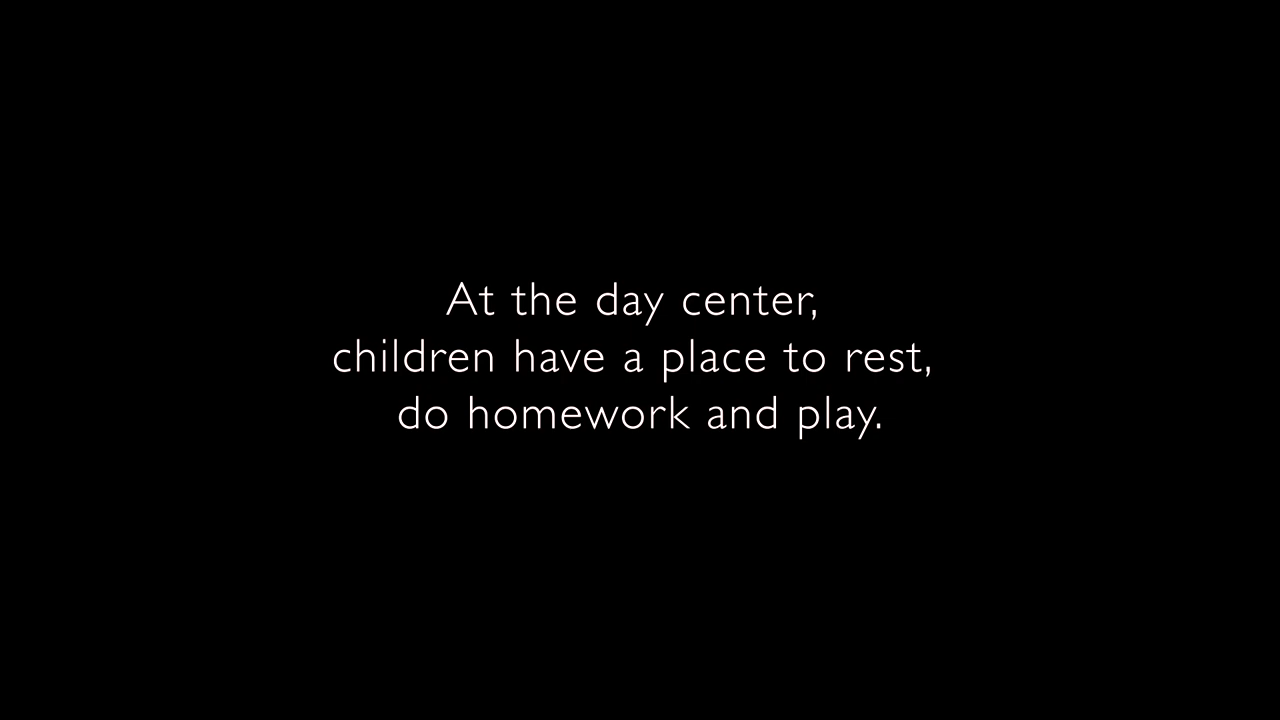 At the day center,
children have a place to rest,
do homework and play.